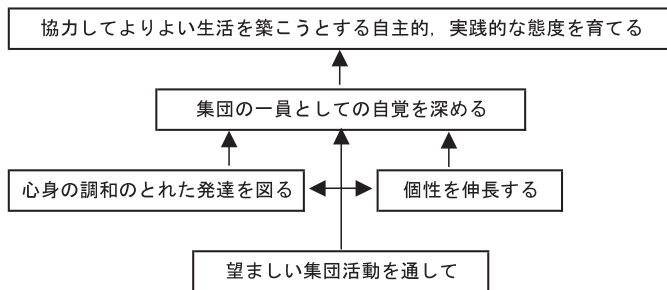 協力してよりよい生活を築こうとする自主的，実践的な態度を育てる
集団の一員としての自覚を深める
心身の調和のとれた発達を図る
個性を伸長する
望ましい集団活動を通して